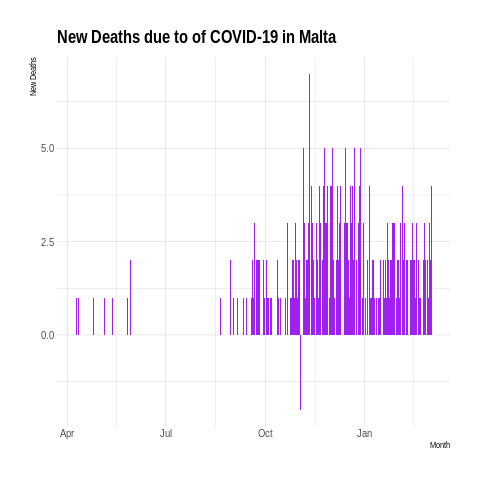 New Deaths due to of COVID-19 in Malta
New Deaths
5.0
2.5
0.0
Apr Jul Oct Jan
Month